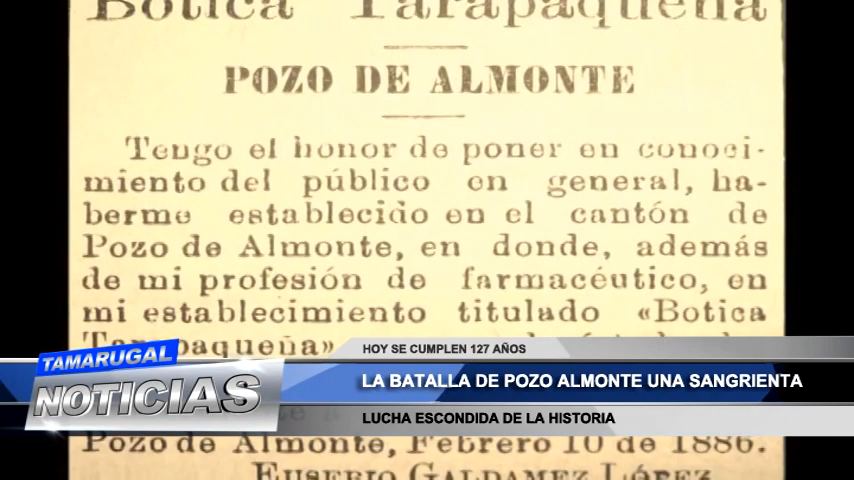 Botica Tarapaqueña
POZO DE ALMONTE
Tengo el honor de poner en conoci-
miento del público en general, ha-
berme establecido en el cantón de
Pozo de Almonte, en donde, además
de mi profesión de farmacéutico, en
mi establecimiento titulado «Botica
Tarapaqueña»
HOY SE CUMPLEN 127 AÑOS
TAMARUGAL
NOTICIAS
LA BATALLA DE POZO ALMONTE UNA SANGRIENTA
LUCHA ESCONDIDA DE LA HISTORIA
Pozo de Almonte, Febrero 10 de 1886.
EUSEBIO GALDAMEZ LÓPEZ